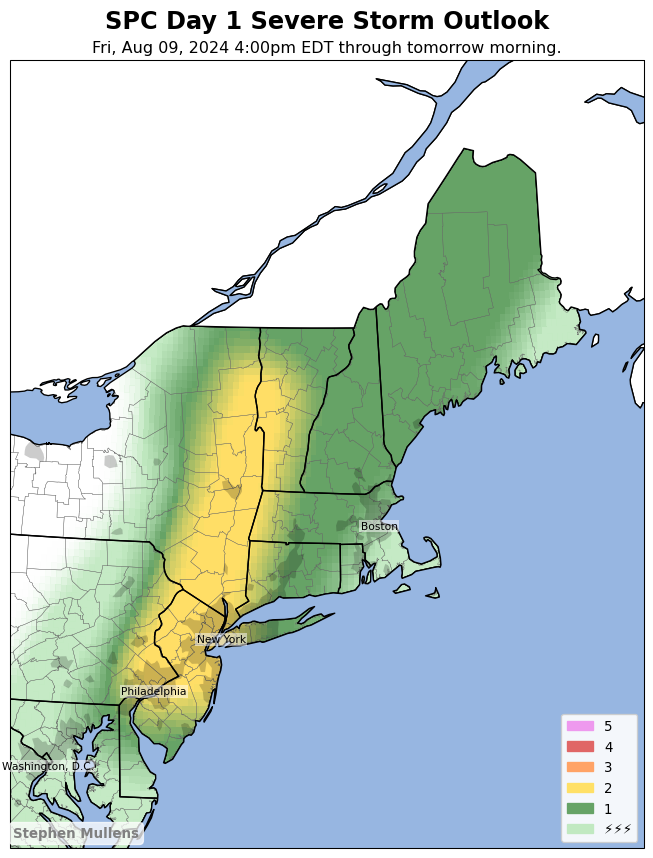 SPC Day 1 Severe Storm Outlook
Fri, Aug 09, 2024 4:00pm EDT through tomorrow morning.
Boston
New York
Philadelphia
Washington, D.C.
5
4
3
2
1
⚡⚡⚡
Stephen Mullens